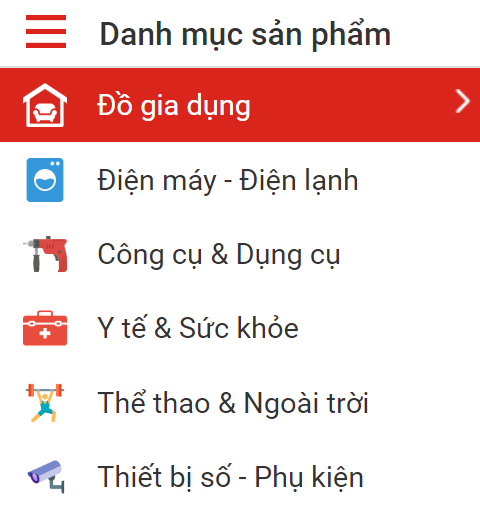 Danh mục sản phẩm
Đồ gia dụng
Điện máy - Điện lạnh
Công cụ & Dụng cụ
Y tế & Sức khỏe
Thể thao & Ngoài trời
Thiết bị số - Phụ kiện